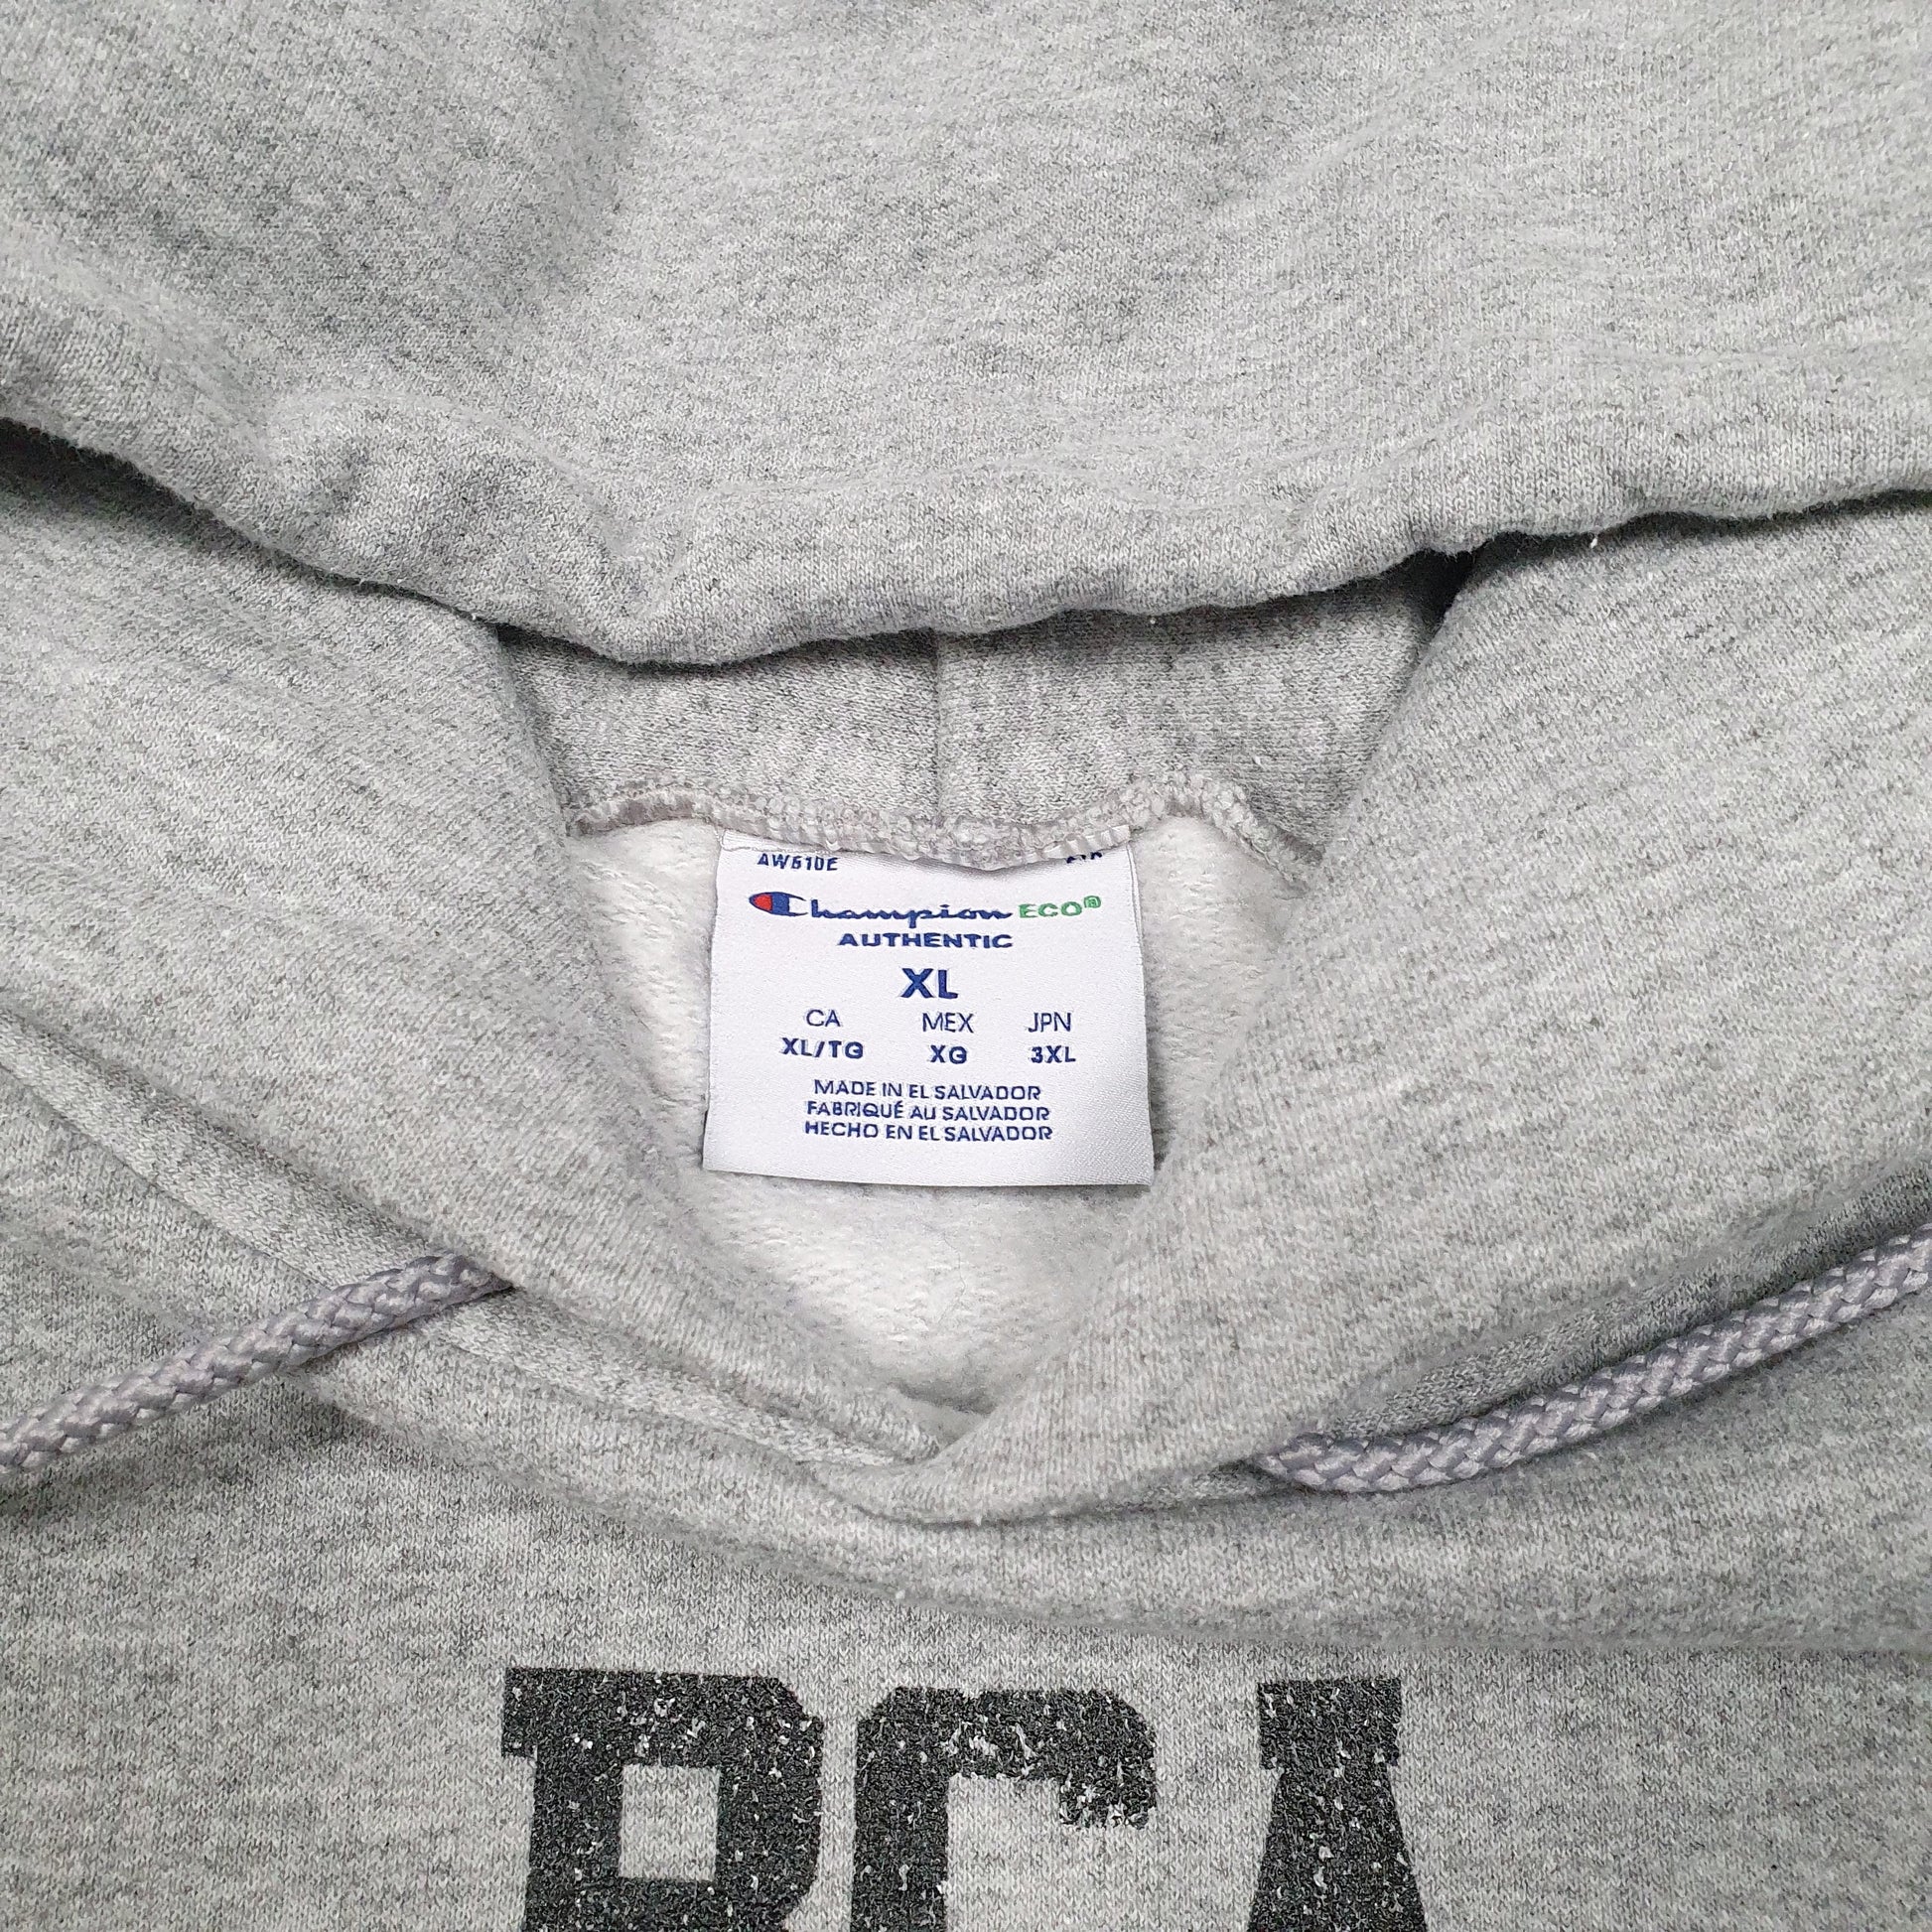 AW610E
Champion ECO®
AUTHENTIC
XL
CA MEX JPN
XL/TG XG 3XL
MADE IN EL SALVADOR
FABRIQUÉ AU SALVADOR
HECHO EN EL SALVADOR